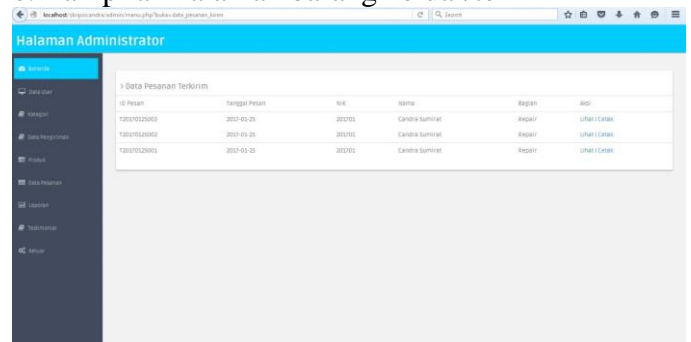 localhost/skripsicandra/admin/menu.php?buka=data_pesanan_kirim
Search
Halaman Administrator
Beranda
Data User
Kategori
Data Pengiriman
Produk
Data Pesanan
Laporan
Testimonial
Keluar
> Data Pesanan Terkirim
Id Pesan Tanggal Pesan NIK Nama Bagian Aksi
T20170125003 2017-01-25 201701 Candra Sumirat Repair Lihat | Cetak
T20170125002 2017-01-25 201701 Candra Sumirat Repair Lihat | Cetak
T20170125001 2017-01-25 201701 Candra Sumirat Repair Lihat | Cetak